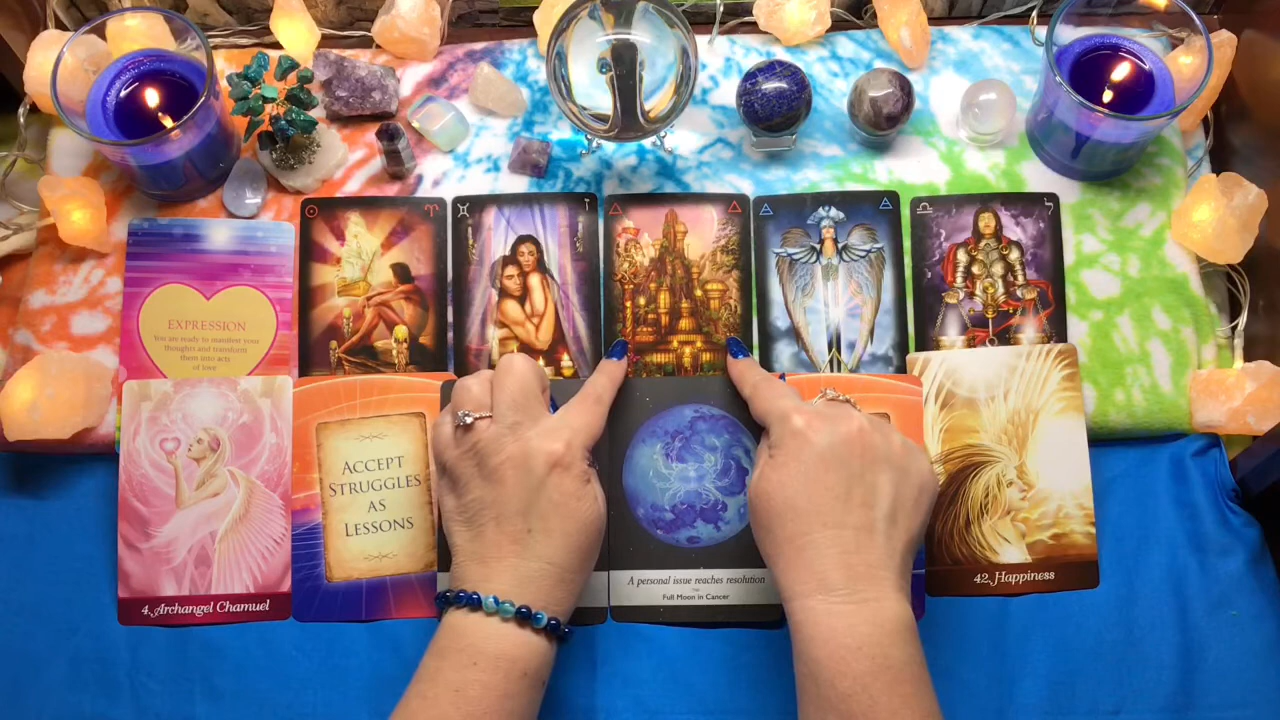 EXPRESSION
You are ready to manifest your
thoughts and transform
them into acts
of love
4. Archangel Chamuel
ACCEPT
STRUGGLES
AS
LESSONS
A personal issue reaches resolution
Full Moon in Cancer
42. Happiness